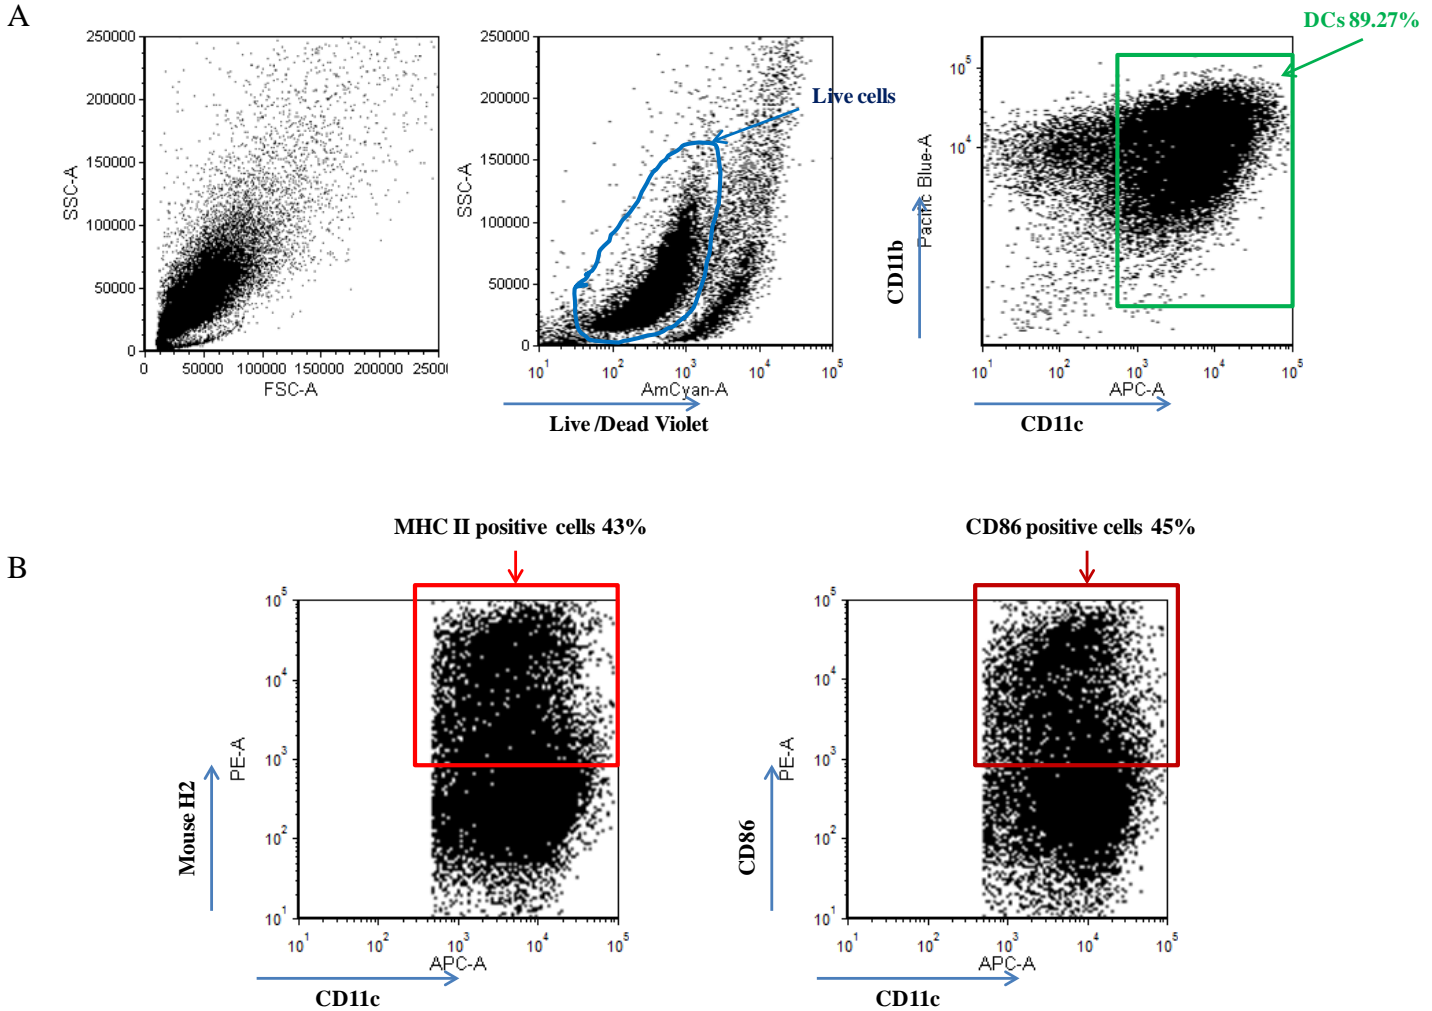 A
DCs 89.27%
250000
200000
150000
100000
50000
0
SSC-A
0 50000 100000 150000 200000 25000
FSC-A
250000
200000
150000
100000
50000
0
SSC-A
Live cells
10^1 10^2 10^3 10^4 10^5
AmCyan-A
Live /Dead Violet
10^5
10^4
Pacific Blue-A
CD11b
10^1 10^2 10^3 10^4 10^5
APC-A
CD11c
B
MHC II positive cells 43%
10^5
10^4
10^3
10^2
10^1
PE-A
Mouse H2
10^1 10^2 10^3 10^4 10^5
APC-A
CD11c
CD86 positive cells 45%
10^5
10^4
10^3
10^2
10^1
PE-A
CD86
10^1 10^2 10^3 10^4 10^5
APC-A
CD11c